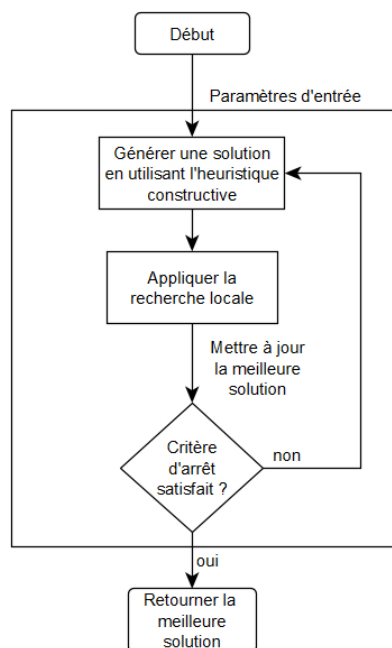 Début
Paramètres d'entrée
Générer une solution
en utilisant l'heuristique
constructive
Appliquer la
recherche locale
Mettre à jour
la meilleure
solution
Critère
d'arrêt
satisfait ?
non
oui
Retourner la
meilleure
solution